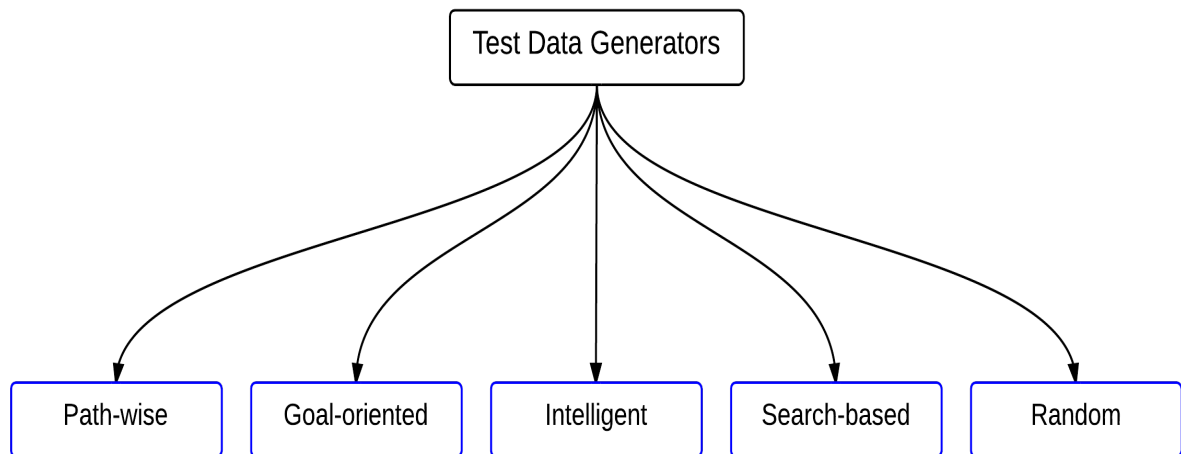 Test Data Generators
Path-wise
Goal-oriented
Intelligent
Search-based
Random